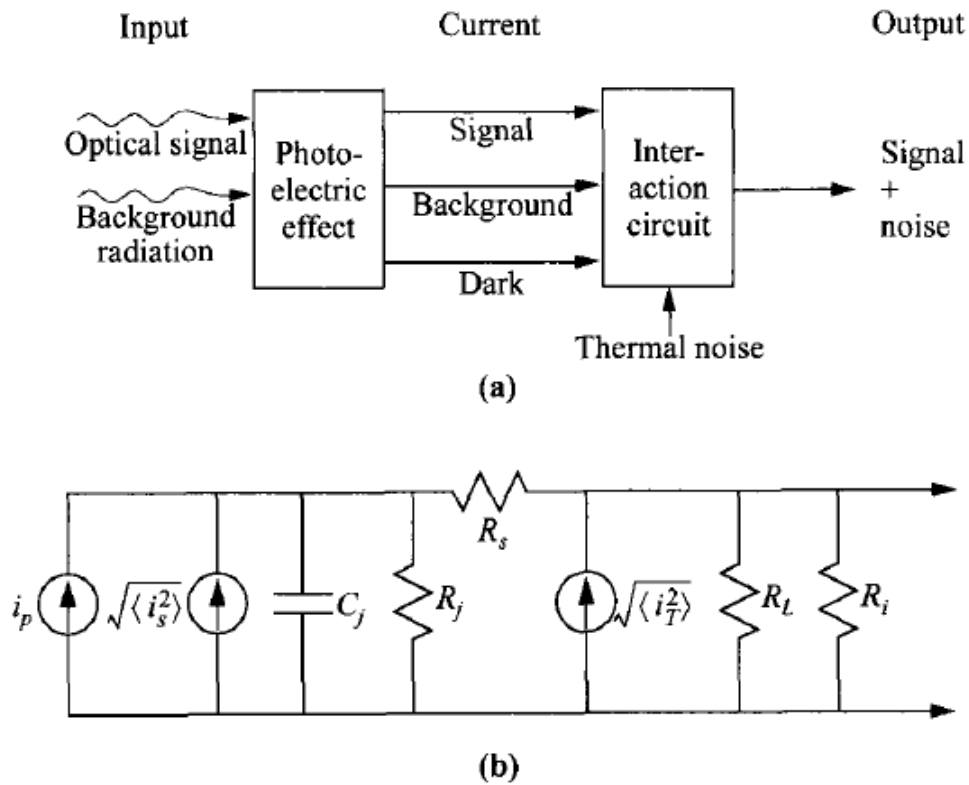 Input
Current
Output
Optical signal
Background
radiation
Photo-
electric
effect
Signal
Background
Dark
Inter-
action
circuit
Signal
+
noise
Thermal noise
(a)
R_s
i_p
√⟨i_s^2⟩
C_j
R_j
√⟨i_T^2⟩
R_L
R_i
(b)